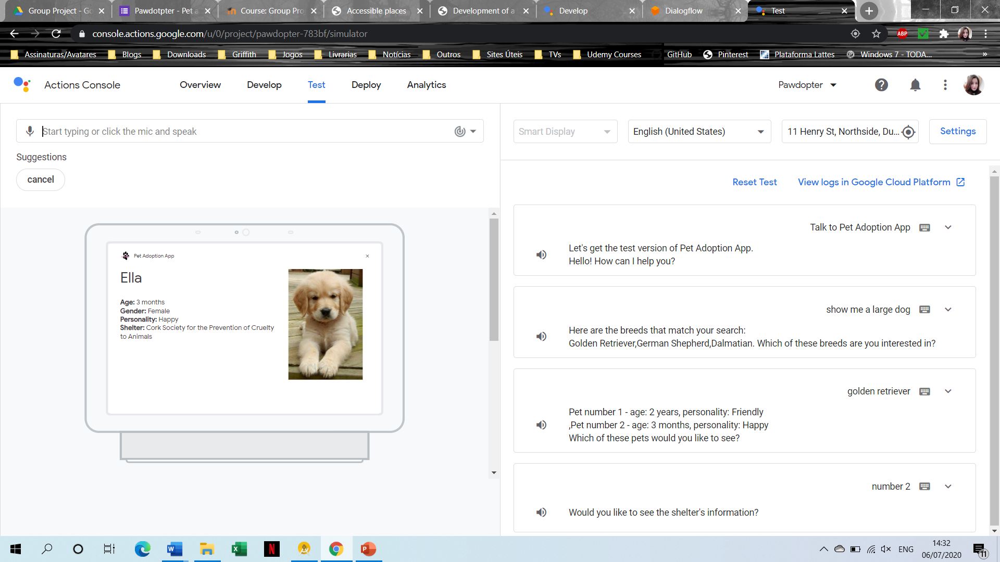 Group Project - Go
Pawdotpter - Pet a
Course: Group Pro
Accessible places
Development of a
Develop
Dialogflow
Test
console.actions.google.com/u/0/project/pawdopter-783bf/simulator
ABP
Assinaturas/Avatares
Blogs
Downloads
Griffith
Jogos
Livrarias
Notícias
Outros
Sites Úteis
TVs
Udemy Courses
GitHub
Pinterest
Plataforma Lattes
Windows 7 - TODA...
»
Actions Console
Overview
Develop
Test
Deploy
Analytics
Pawdopter
Start typing or click the mic and speak
Smart Display
English (United States)
11 Henry St, Northside, Du...
Settings
Suggestions
cancel
Reset Test
View logs in Google Cloud Platform
Pet Adoption App
Ella
Age: 3 months
Gender: Female
Personality: Happy
Shelter: Cork Society for the Prevention of Cruelty
to Animals
Talk to Pet Adoption App
Let's get the test version of Pet Adoption App.
Hello! How can I help you?
show me a large dog
Here are the breeds that match your search:
Golden Retriever,German Shepherd,Dalmatian. Which of these breeds are you interested in?
golden retriever
Pet number 1 - age: 2 years, personality: Friendly
,Pet number 2 - age: 3 months, personality: Happy
Which of these pets would you like to see?
number 2
Would you like to see the shelter's information?
ENG
14:32
06/07/2020
11